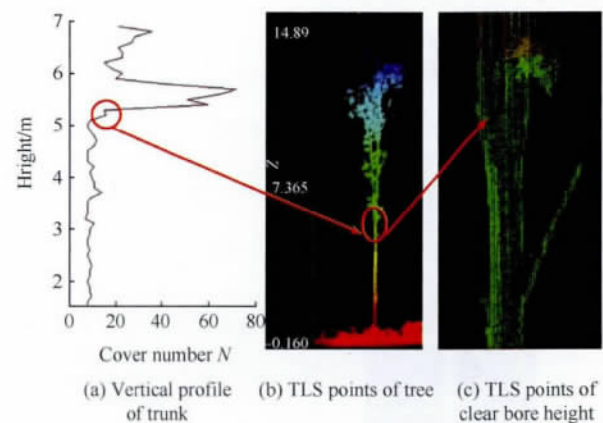 7
6
5
4
3
2
Hright/m
0 20 40 60 80
Cover number N
14.89
Z
7.365
-0.160
(a) Vertical profile
of trunk
(b) TLS points of tree
(c) TLS points of
clear bore height